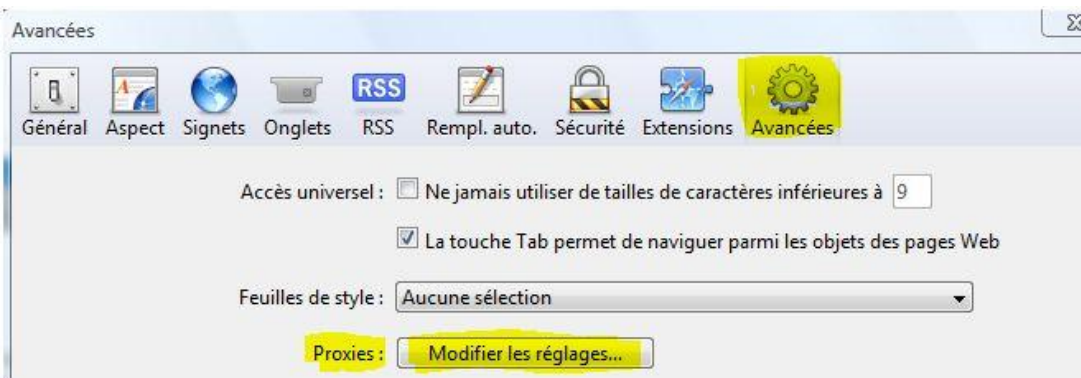 Avancées
RSS
Général Aspect Signets Onglets RSS Rempl. auto. Sécurité Extensions Avancées
Accès universel : Ne jamais utiliser de tailles de caractères inférieures à 9
La touche Tab permet de naviguer parmi les objets des pages Web
Feuilles de style : Aucune sélection
Proxies : Modifier les réglages...